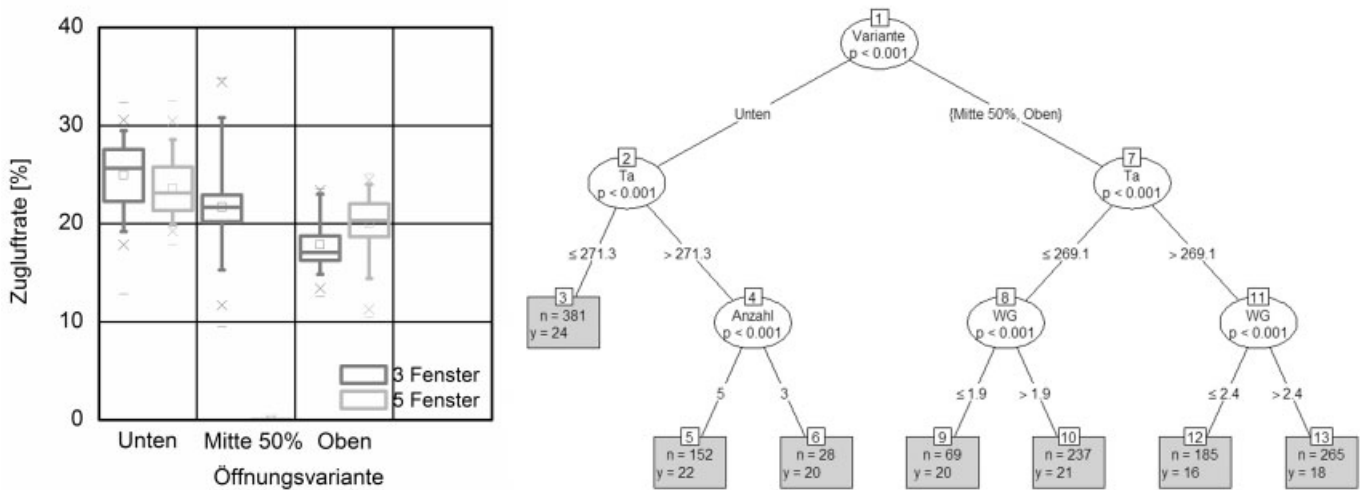 40
30
20
10
0
Zugluftrate [%]
3 Fenster
5 Fenster
Unten Mitte 50% Oben
Öffnungsvariante
1
Variante
p < 0.001
Unten
{Mitte 50%, Oben}
2
Ta
p < 0.001
7
Ta
p < 0.001
≤ 271.3
> 271.3
≤ 269.1
> 269.1
3
n = 381
y = 24
4
Anzahl
p < 0.001
8
WG
p < 0.001
11
WG
p < 0.001
5
3
≤ 1.9
> 1.9
≤ 2.4
> 2.4
5
n = 152
y = 22
6
n = 28
y = 20
9
n = 69
y = 20
10
n = 237
y = 21
12
n = 185
y = 16
13
n = 265
y = 18